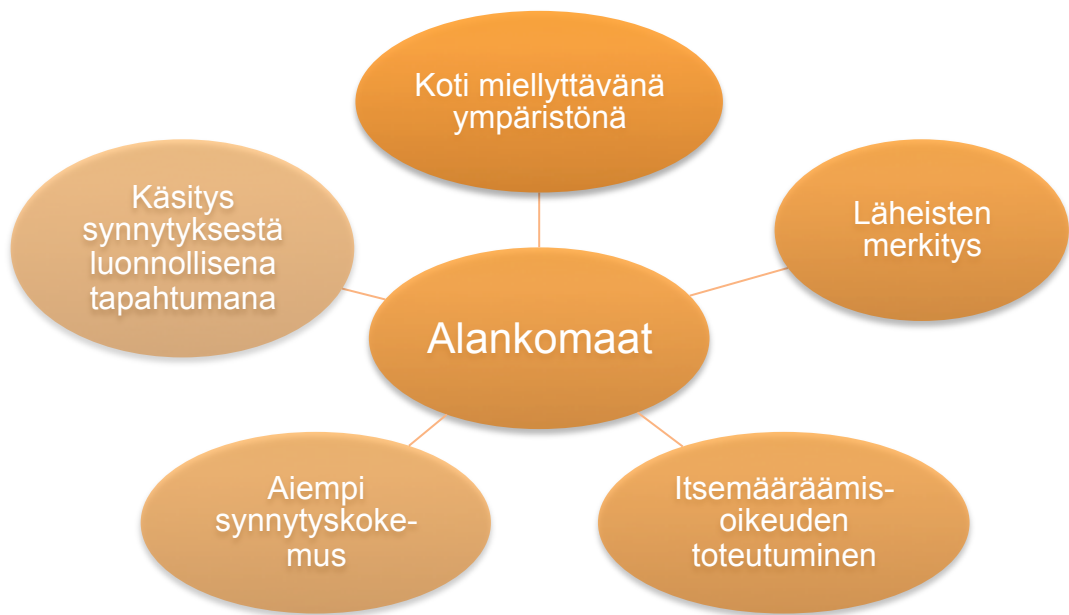 Koti miellyttävänä
ympäristönä
Käsitys
synnytyksestä
luonnollisena
tapahtumana
Läheisten
merkitys
Alankomaat
Aiempi
synnytyskoke-
mus
Itsemääräämis-
oikeuden
toteutuminen